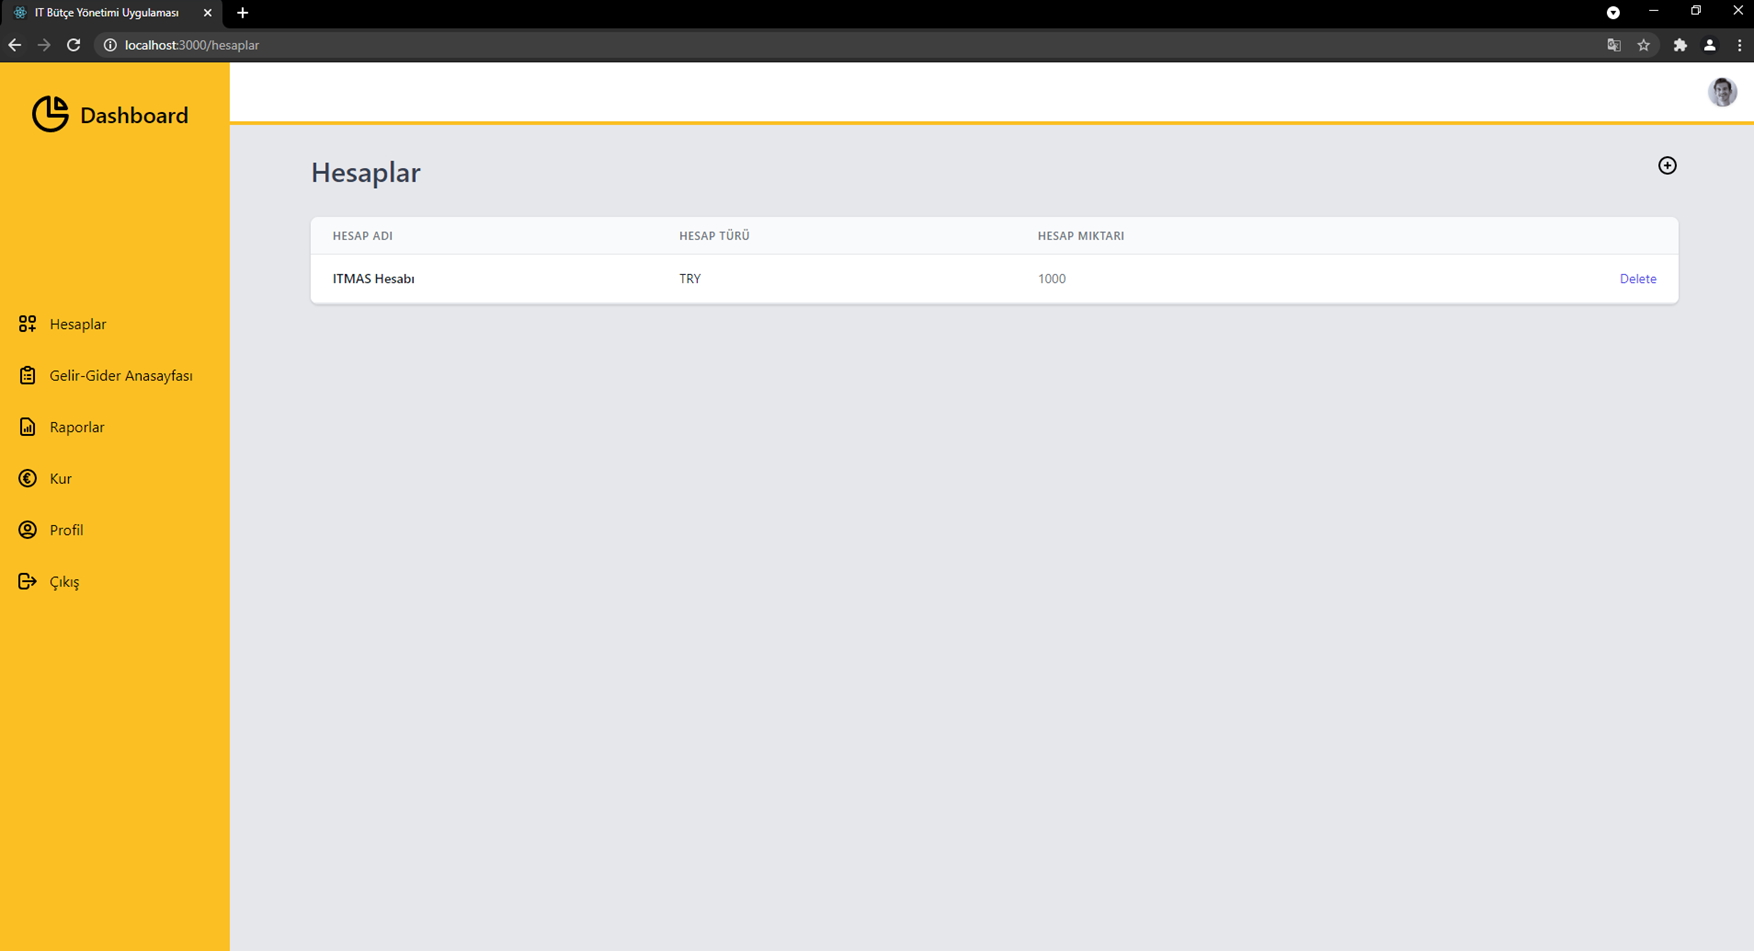 IT Bütçe Yönetimi Uygulaması
localhost:3000/hesaplar
Dashboard
Hesaplar
Gelir-Gider Anasayfası
Raporlar
Kur
Profil
Çıkış
Hesaplar
HESAP ADI HESAP TÜRÜ HESAP MIKTARI
ITMAS Hesabı TRY 1000 Delete